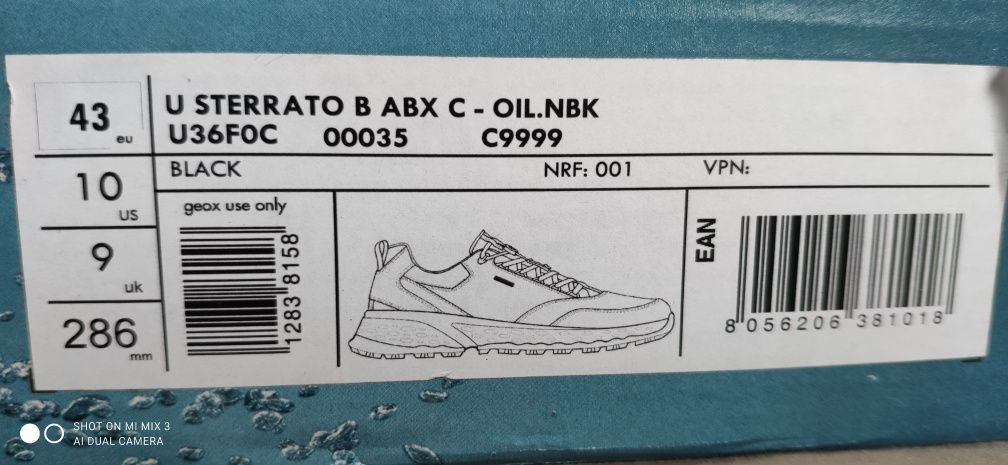 43 eu
U STERRATO B ABX C - OIL.NBK
U36F0C 00035 C9999
BLACK NRF: 001 VPN:
10 US
9 uk
286 mm
geox use only
1283 8158
EAN
8 056206 381018
SHOT ON MI MIX 3
AI DUAL CAMERA